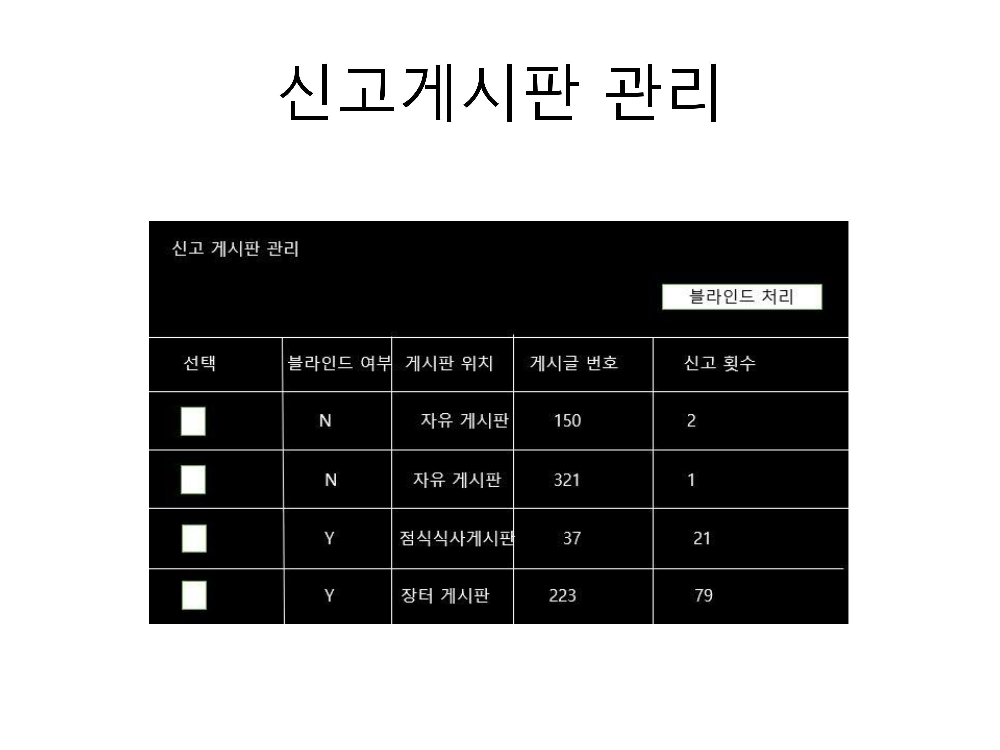 신고게시판 관리
신고 게시판 관리
블라인드 처리
선택 블라인드 여부 게시판 위치 게시글 번호 신고 횟수
N 자유 게시판 150 2
N 자유 게시판 321 1
Y 점식식사게시판 37 21
Y 장터 게시판 223 79